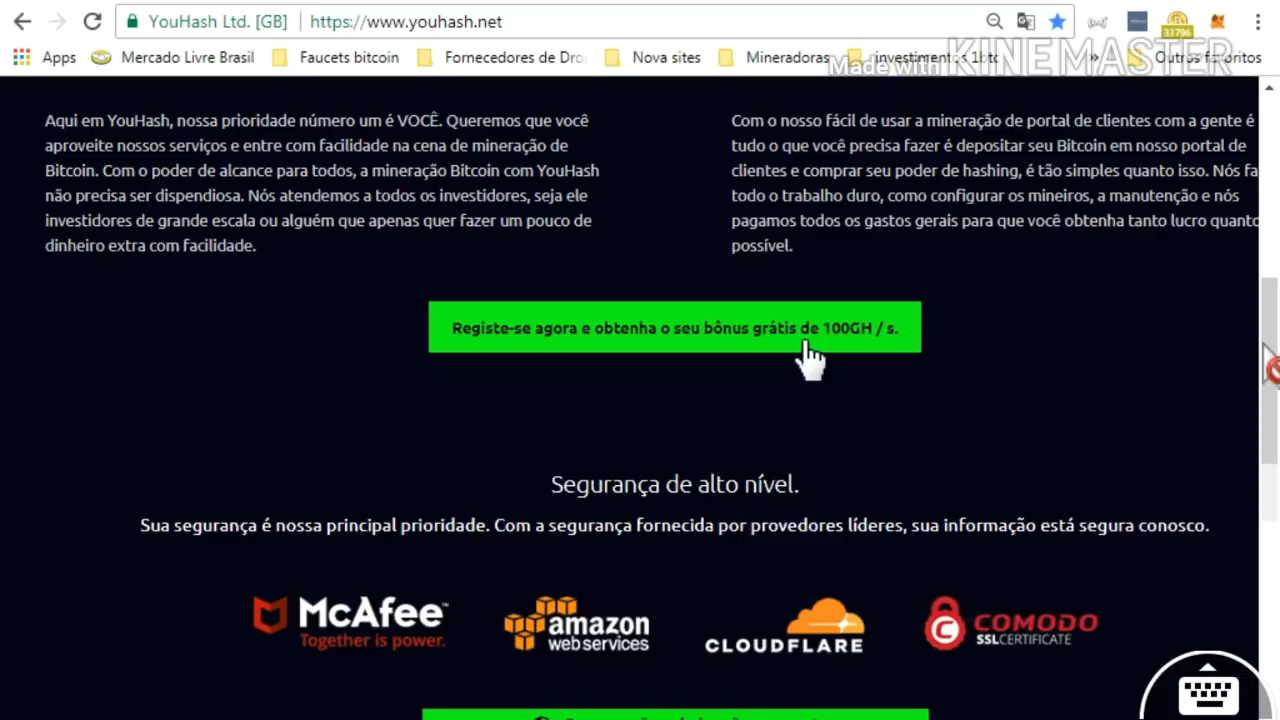 YouHash Ltd. [GB]
https://www.youhash.net
33796
Apps
Mercado Livre Brasil
Faucets bitcoin
Fornecedores de Dro
Nova sites
Mineradoras
investimentos 1btc
»
Outros favoritos
Made with KINEMASTER
Aqui em YouHash, nossa prioridade número um é VOCÊ. Queremos que você
aproveite nossos serviços e entre com facilidade na cena de mineração de
Bitcoin. Com o poder de alcance para todos, a mineração Bitcoin com YouHash
não precisa ser dispendiosa. Nós atendemos a todos os investidores, seja ele
investidores de grande escala ou alguém que apenas quer fazer um pouco de
dinheiro extra com facilidade.
Com o nosso fácil de usar a mineração de portal de clientes com a gente é
tudo o que você precisa fazer é depositar seu Bitcoin em nosso portal de
clientes e comprar seu poder de hashing, é tão simples quanto isso. Nós fa
todo o trabalho duro, como configurar os mineiros, a manutenção e nós
pagamos todos os gastos gerais para que você obtenha tanto lucro quanto
possível.
Registe-se agora e obtenha o seu bônus grátis de 100GH / s.
Segurança de alto nível.
Sua segurança é nossa principal prioridade. Com a segurança fornecida por provedores líderes, sua informação está segura conosco.
McAfee™
Together is power.
amazon
web services
CLOUDFLARE
COMODO
SSL CERTIFICATE